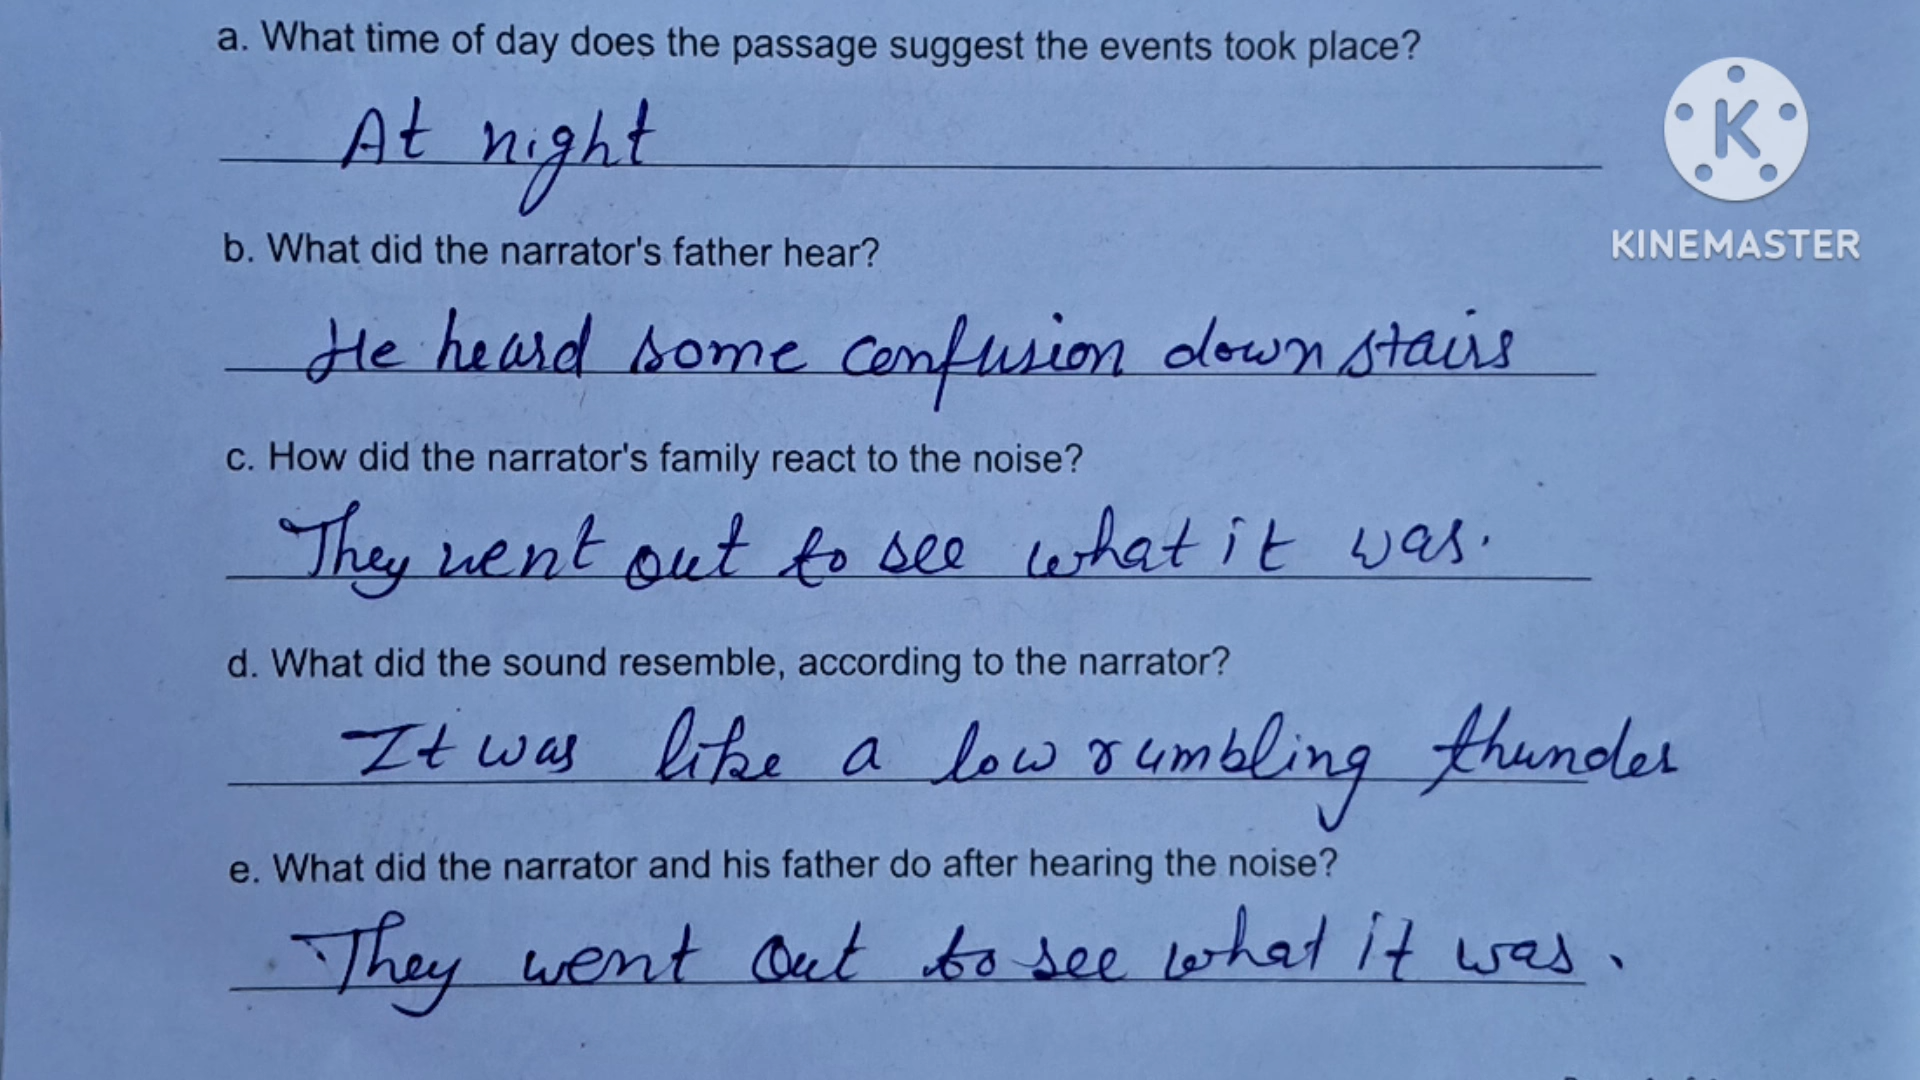 a. What time of day does the passage suggest the events took place?
At night
KINEMASTER
b. What did the narrator's father hear?
He heard some confusion down stairs
c. How did the narrator's family react to the noise?
They went out to see what it was.
d. What did the sound resemble, according to the narrator?
It was like a low rumbling thunder
e. What did the narrator and his father do after hearing the noise?
They went out to see what it was.